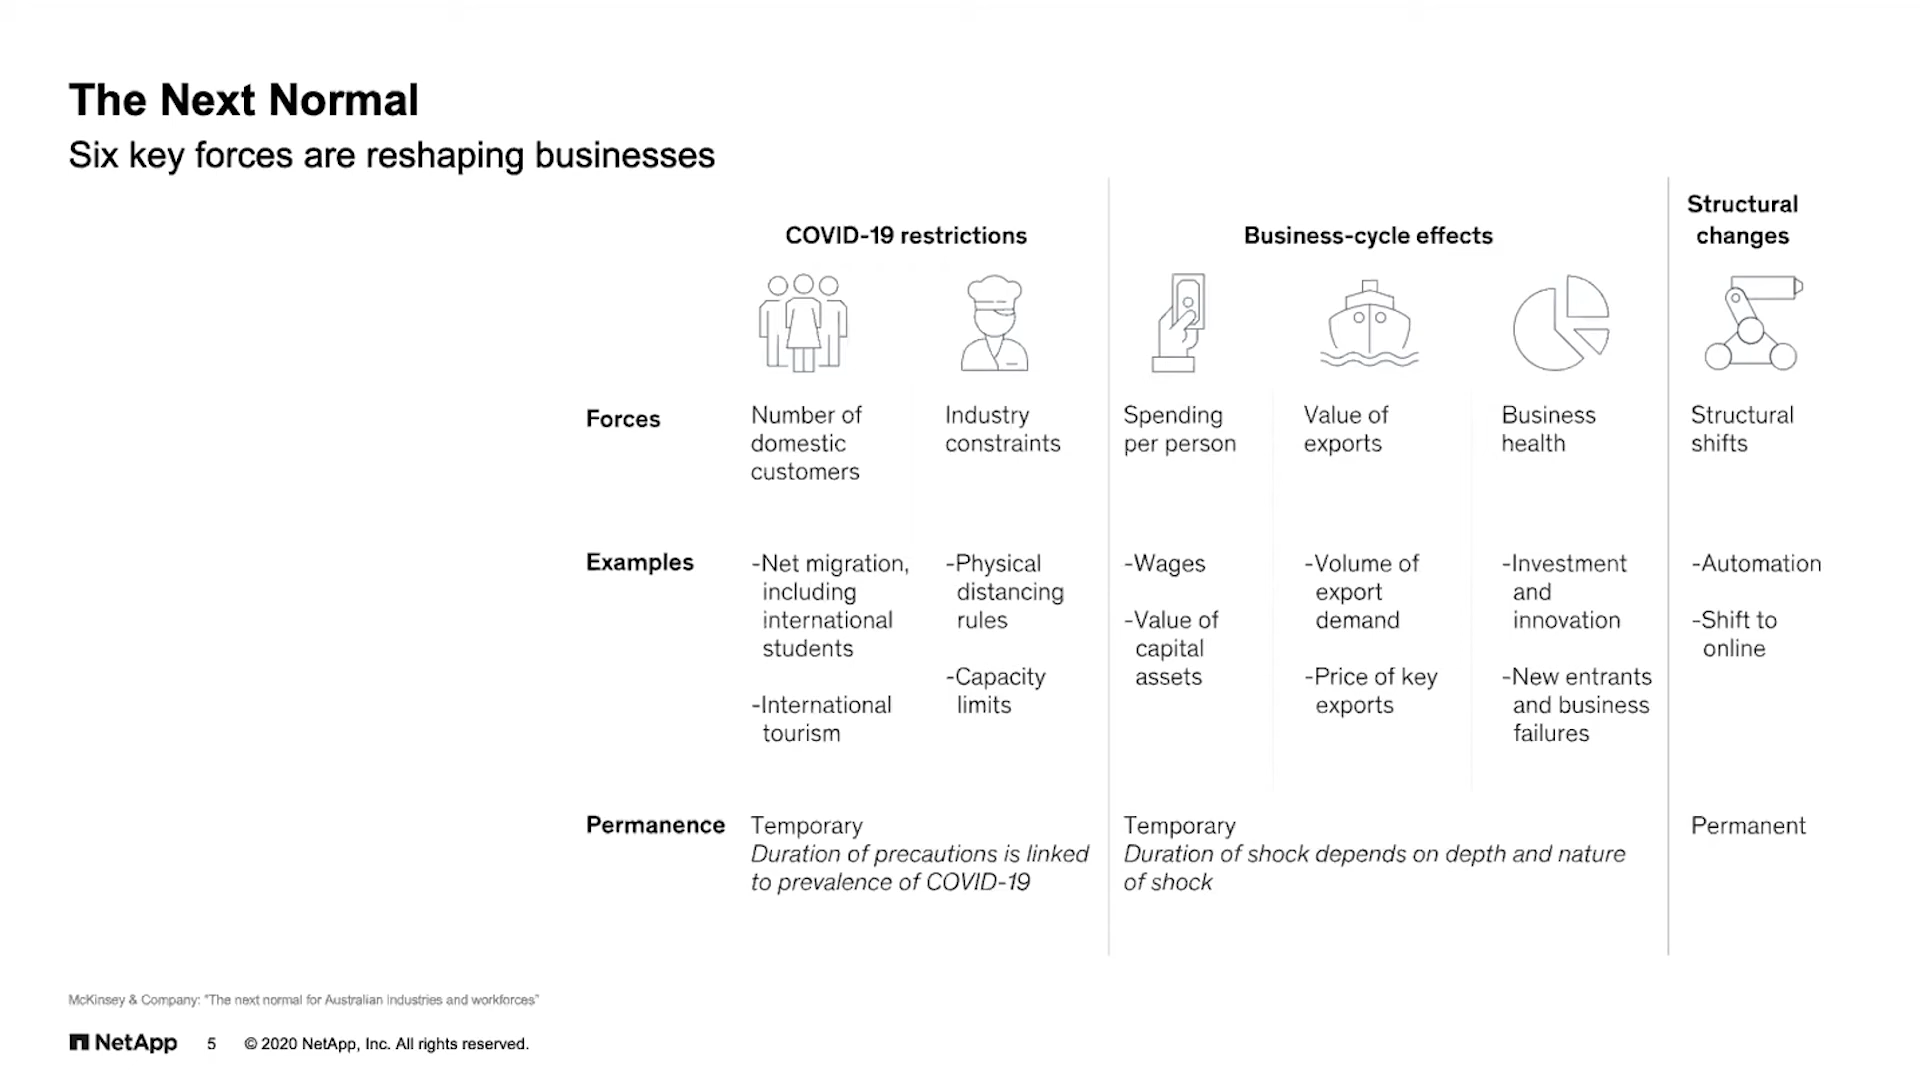 The Next Normal
Six key forces are reshaping businesses
COVID-19 restrictions
Business-cycle effects
Structural
changes
Forces
Number of
domestic
customers
Industry
constraints
Spending
per person
Value of
exports
Business
health
Structural
shifts
Examples
-Net migration,
including
international
students
-International
tourism
-Physical
distancing
rules
-Capacity
limits
-Wages
-Value of
capital
assets
-Volume of
export
demand
-Price of key
exports
-Investment
and
innovation
-New entrants
and business
failures
-Automation
-Shift to
online
Permanence
Temporary
Duration of precautions is linked
to prevalence of COVID-19
Temporary
Duration of shock depends on depth and nature
of shock
Permanent
McKinsey & Company: "The next normal for Australian Industries and workforces"
NetApp 5 © 2020 NetApp, Inc. All rights reserved.